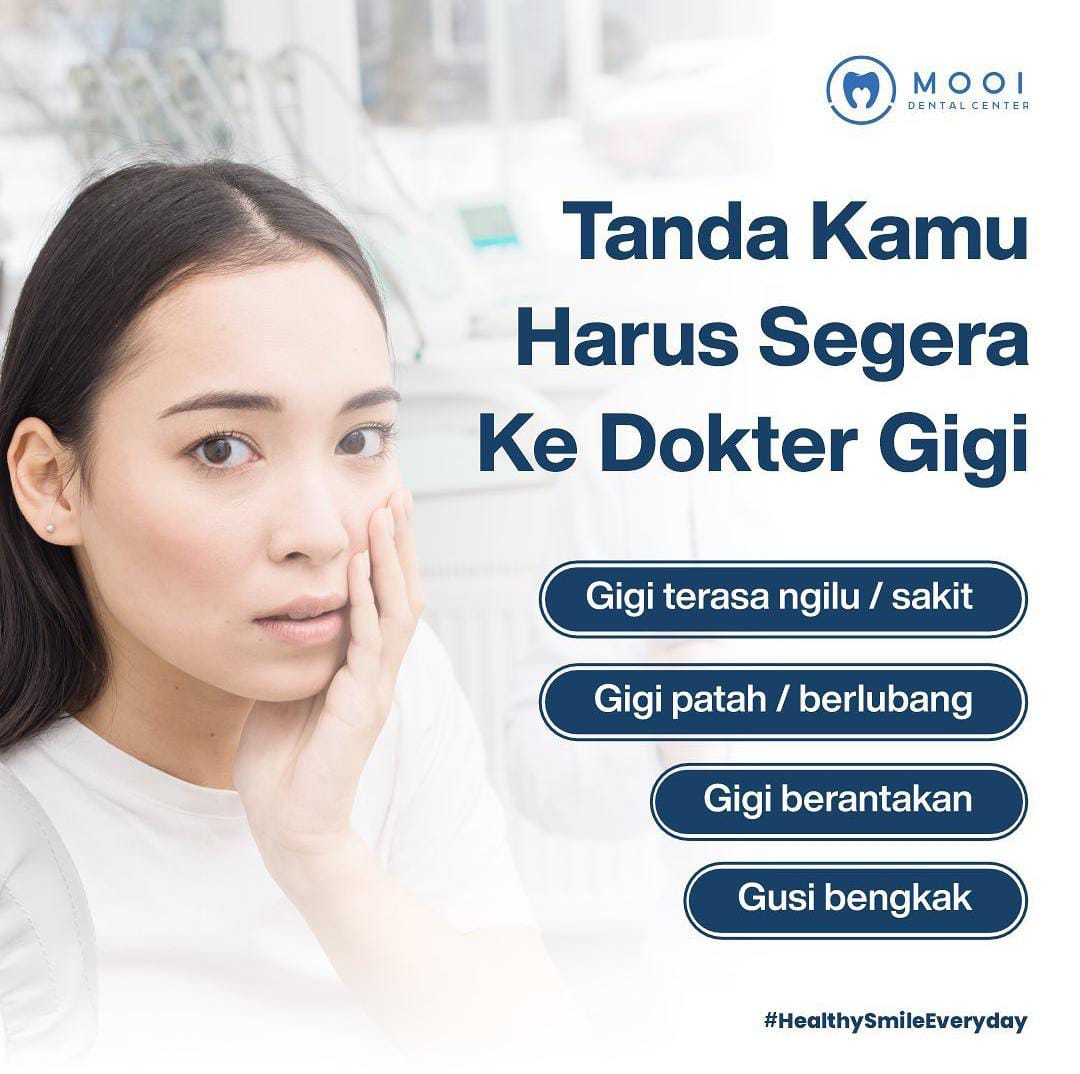 MOOI
DENTAL CENTER
Tanda Kamu
Harus Segera
Ke Dokter Gigi
Gigi terasa ngilu / sakit
Gigi patah / berlubang
Gigi berantakan
Gusi bengkak
#HealthySmileEveryday